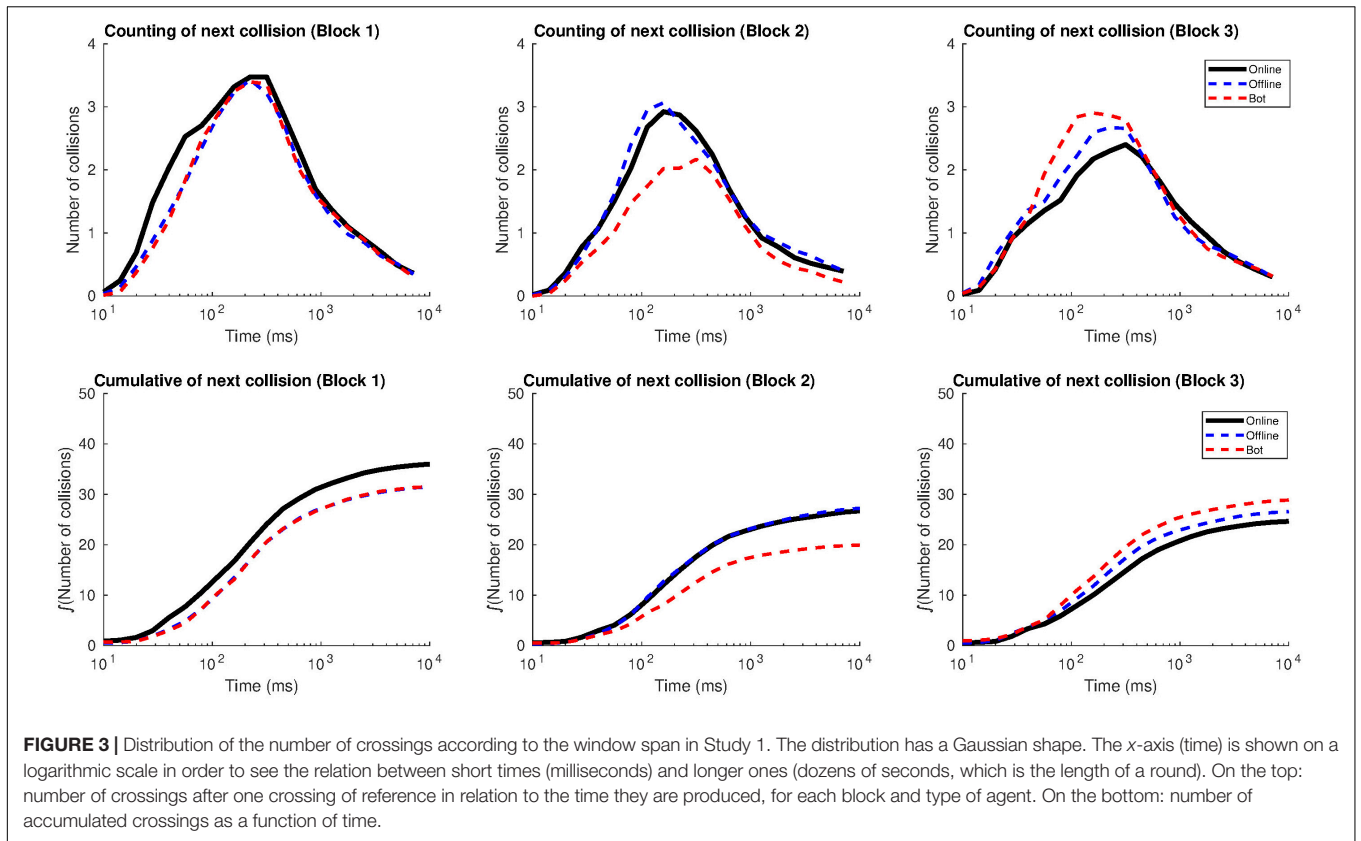 Counting of next collision (Block 1)
Counting of next collision (Block 2)
Counting of next collision (Block 3)
4
3
2
1
0
Number of collisions
10^1
10^2
10^3
10^4
Time (ms)
4
3
2
1
0
Number of collisions
10^1
10^2
10^3
10^4
Time (ms)
4
3
2
1
0
Number of collisions
Online
Offline
Bot
10^1
10^2
10^3
10^4
Time (ms)
Cumulative of next collision (Block 1)
Cumulative of next collision (Block 2)
Cumulative of next collision (Block 3)
50
40
30
20
10
0
∫(Number of collisions)
10^1
10^2
10^3
10^4
Time (ms)
50
40
30
20
10
0
∫(Number of collisions)
10^1
10^2
10^3
10^4
Time (ms)
50
40
30
20
10
0
∫(Number of collisions)
Online
Offline
Bot
10^1
10^2
10^3
10^4
Time (ms)
FIGURE 3 | Distribution of the number of crossings according to the window span in Study 1. The distribution has a Gaussian shape. The x-axis (time) is shown on a
logarithmic scale in order to see the relation between short times (milliseconds) and longer ones (dozens of seconds, which is the length of a round). On the top:
number of crossings after one crossing of reference in relation to the time they are produced, for each block and type of agent. On the bottom: number of
accumulated crossings as a function of time.